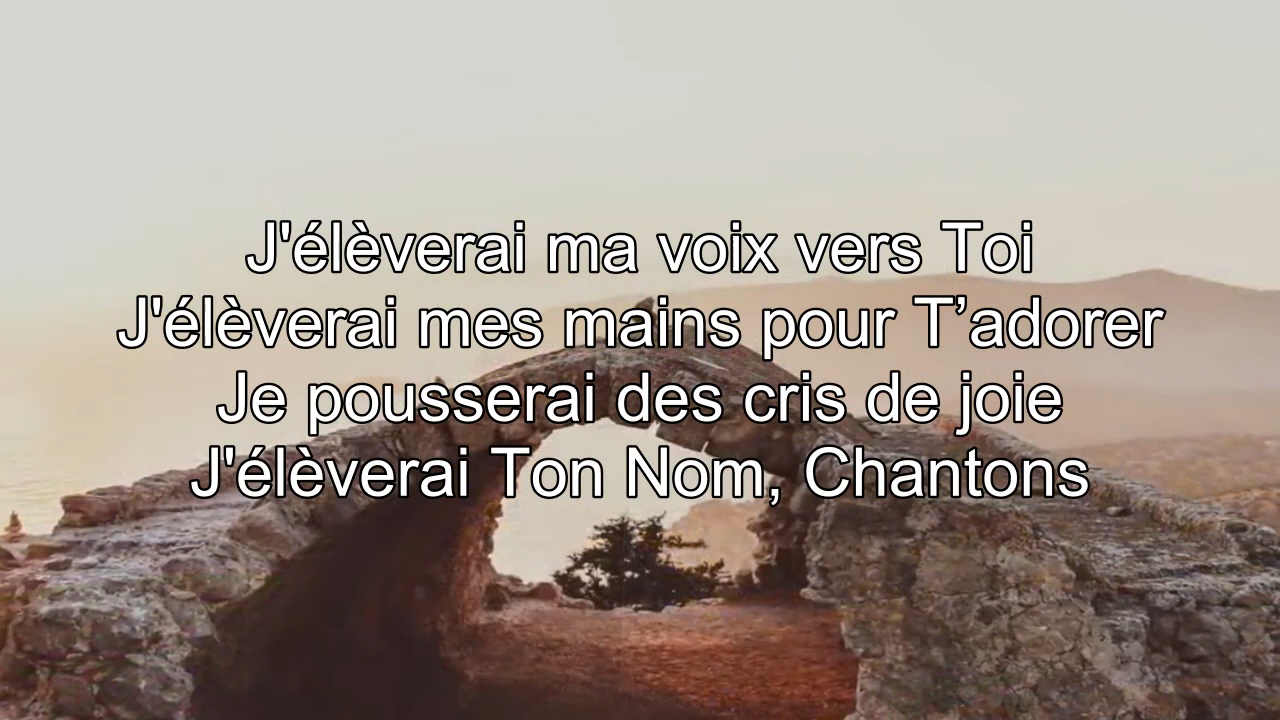 J'élèverai ma voix vers Toi
J'élèverai mes mains pour T’adorer
Je pousserai des cris de joie
J'élèverai Ton Nom, Chantons